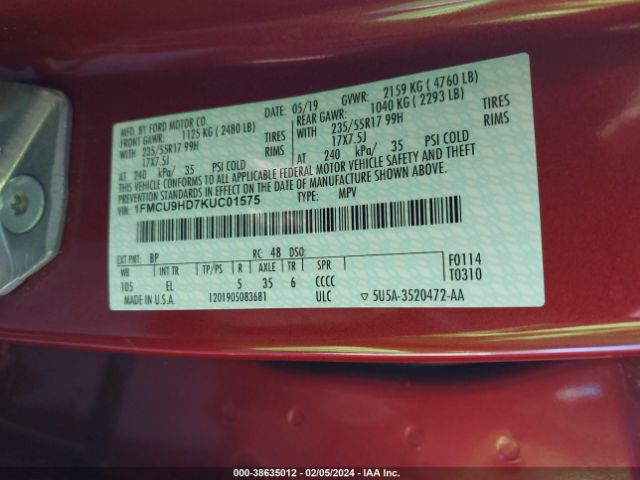 MFD. BY FORD MOTOR CO. DATE: 05/19 GVWR: 2159 KG ( 4760 LB)
FRONT GAWR: 1125 KG ( 2480 LB) REAR GAWR: 1040 KG ( 2293 LB)
WITH 235/55R17 99H TIRES WITH 235/55R17 99H TIRES
17X7.5J RIMS 17X7.5J RIMS
AT 240 kPa/ 35 PSI COLD AT 240 kPa/ 35 PSI COLD
THIS VEHICLE CONFORMS TO ALL APPLICABLE FEDERAL MOTOR VEHICLE SAFETY AND THEFT
PREVENTION STANDARDS IN EFFECT ON THE DATE OF MANUFACTURE SHOWN ABOVE.
VIN: 1FMCU9HD7KUC01575 TYPE: MPV
EXT PNT: BP RC: 48 DSO: F0114
WB INT TR TP/PS R AXLE TR SPR T0310
105 EL 5 35 6 CCCC
MADE IN U.S.A. 1201905083681 ULC ▽ 5U5A-3520472-AA
000-38635012 - 02/05/2024 - IAA Inc.